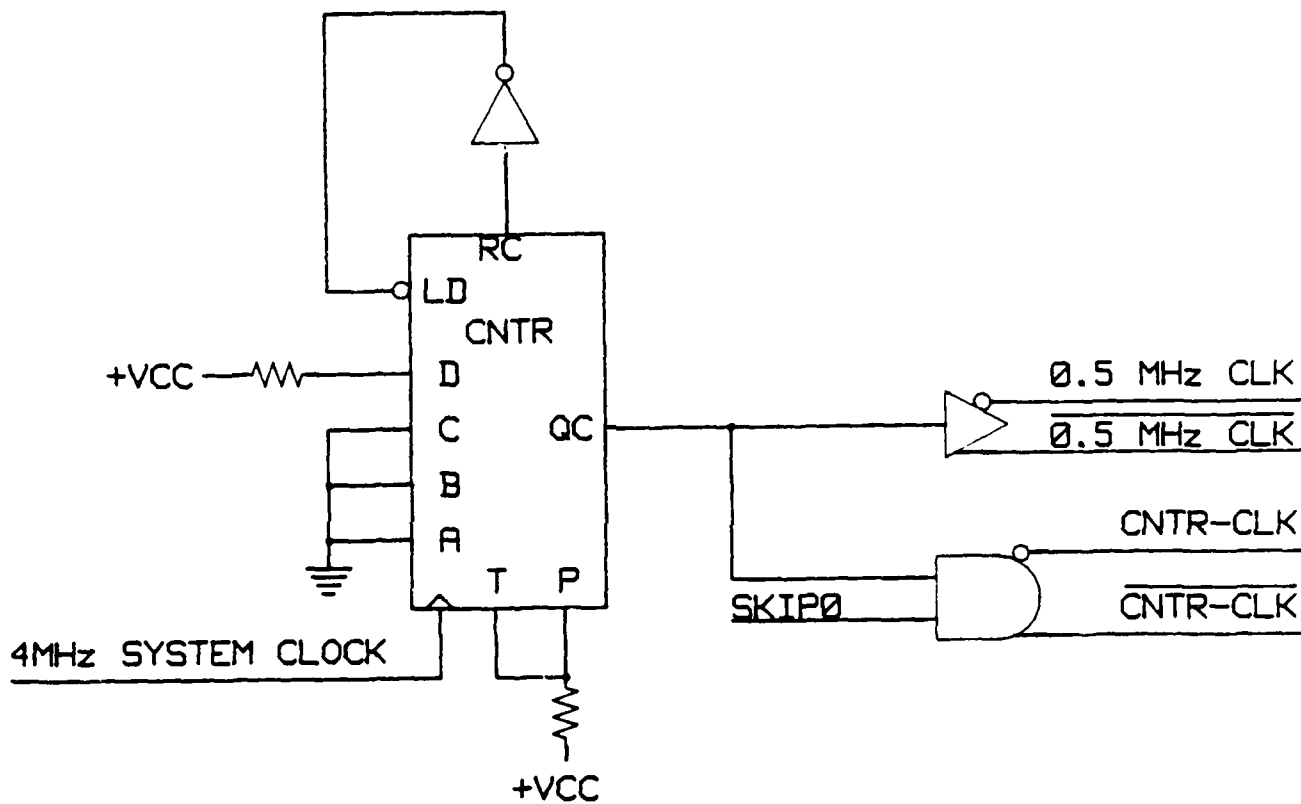 RC
LD
CNTR
+VCC
D
C
B
A
QC
T P
0.5 MHz CLK
0.5 MHz CLK
CNTR-CLK
CNTR-CLK
SKIP0
4MHz SYSTEM CLOCK
+VCC